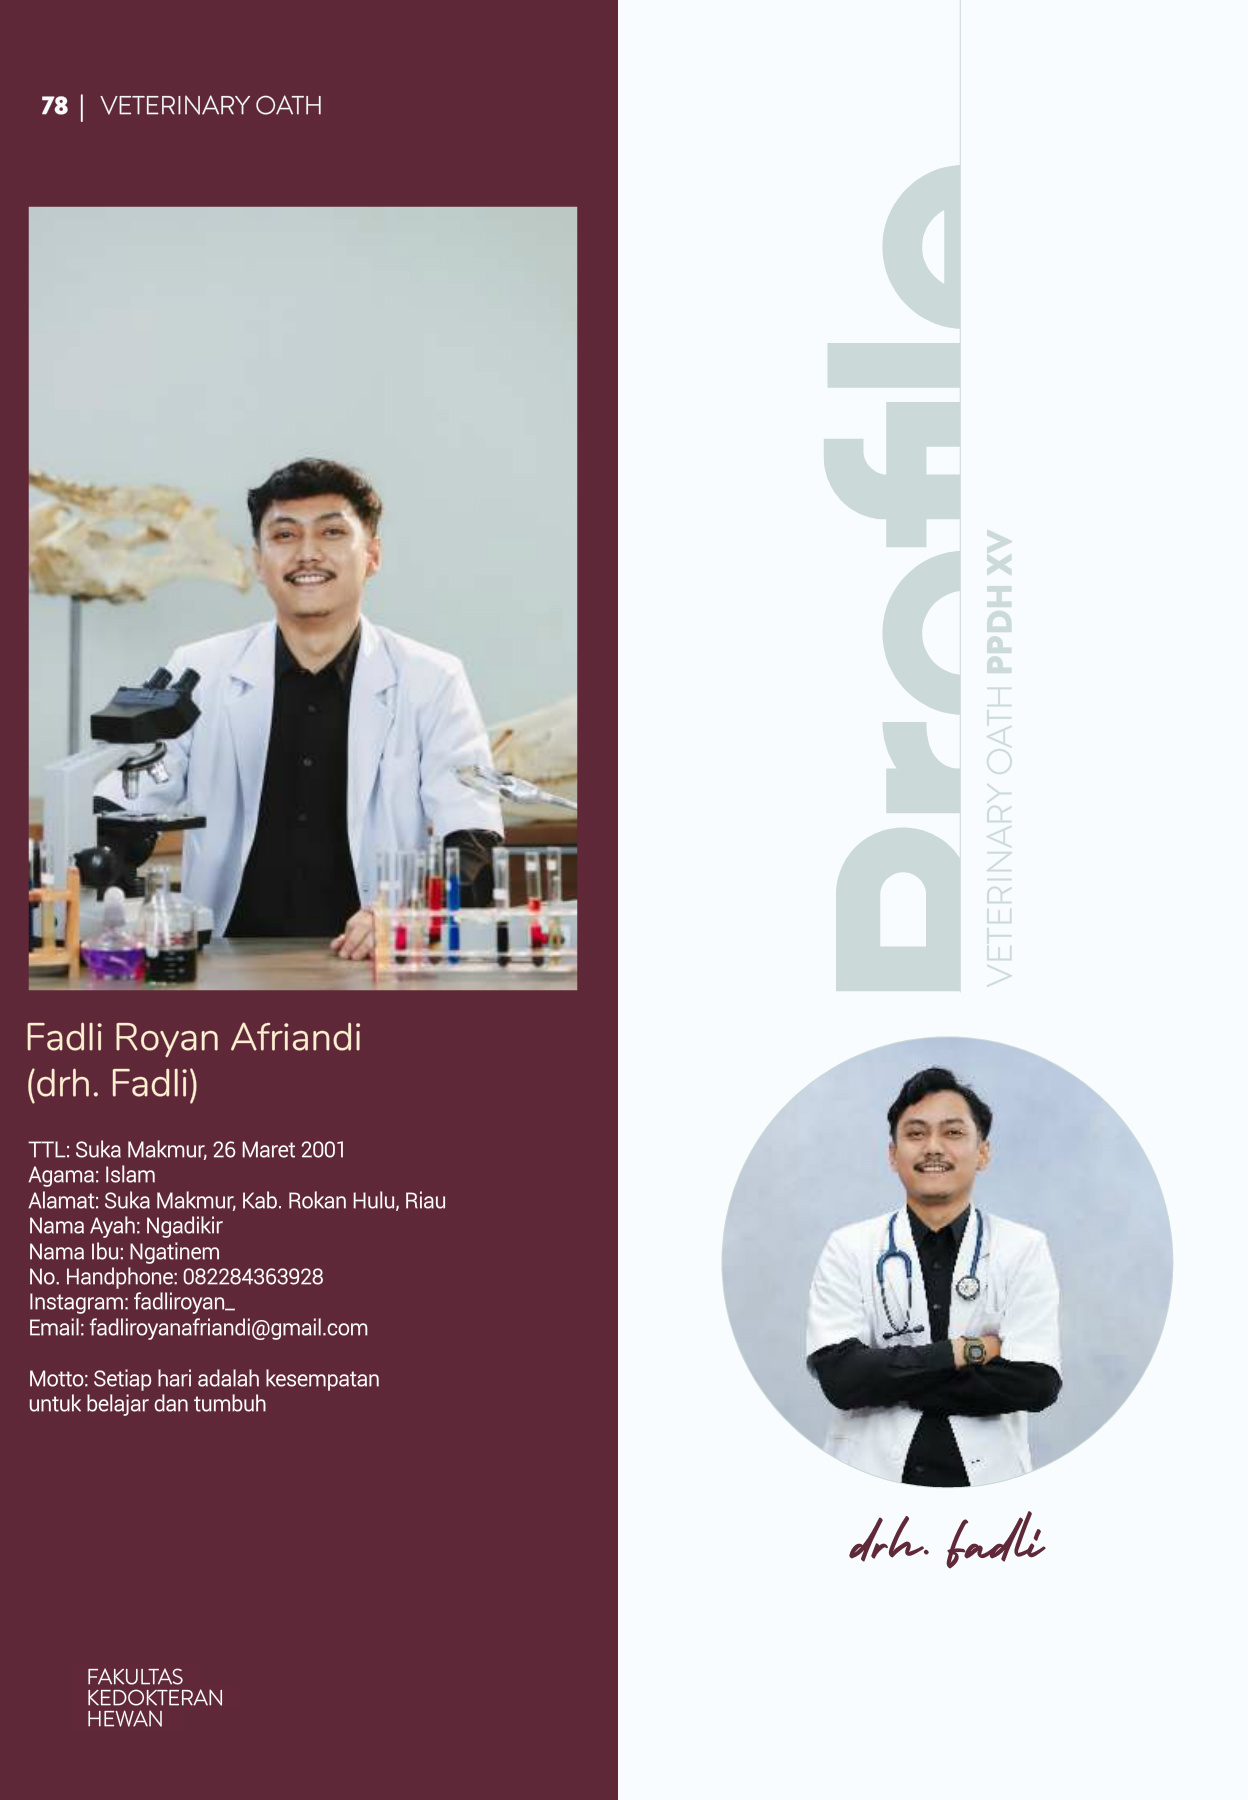 78 | VETERINARY OATH
Fadli Royan Afriandi
(drh. Fadli)
TTL: Suka Makmur, 26 Maret 2001
Agama: Islam
Alamat: Suka Makmur, Kab. Rokan Hulu, Riau
Nama Ayah: Ngadikir
Nama Ibu: Ngatinem
No. Handphone: 082284363928
Instagram: fadliroyan_
Email: fadliroyanafriandi@gmail.com
Motto: Setiap hari adalah kesempatan
untuk belajar dan tumbuh
FAKULTAS
KEDOKTERAN
HEWAN
Profile
VETERINARY OATH PPDH XV
drh. fadli